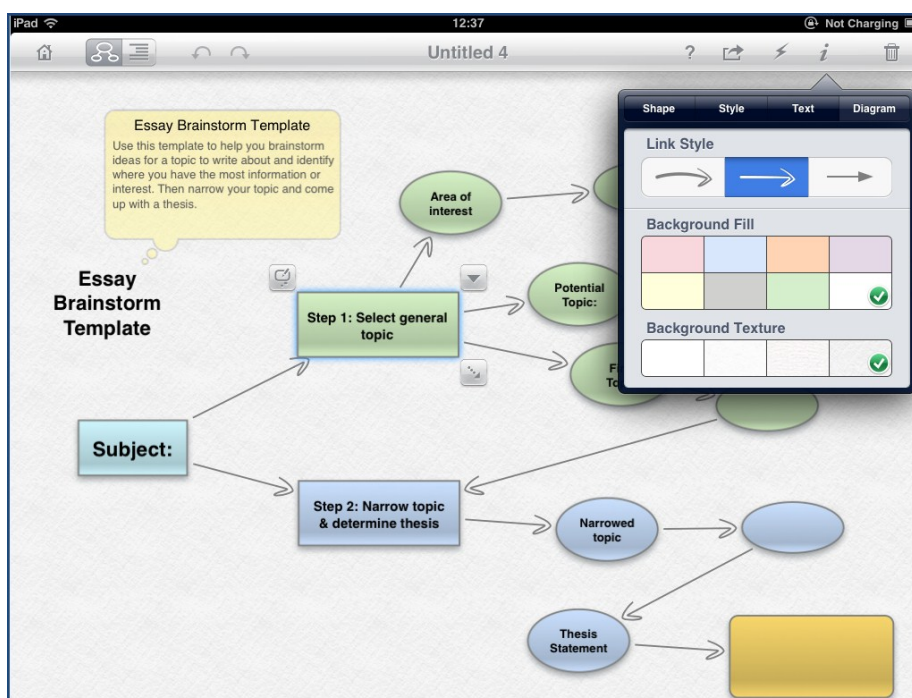 iPad 12:37 Not Charging
Untitled 4 ? i
Shape Style Text Diagram
Link Style
Background Fill
Background Texture
Essay Brainstorm Template
Use this template to help you brainstorm
ideas for a topic to write about and identify
where you have the most information or
interest. Then narrow your topic and come
up with a thesis.
Essay
Brainstorm
Template
Area of
interest
Step 1: Select general
topic
Potential
Topic:
Subject:
Step 2: Narrow topic
& determine thesis
Narrowed
topic
Thesis
Statement